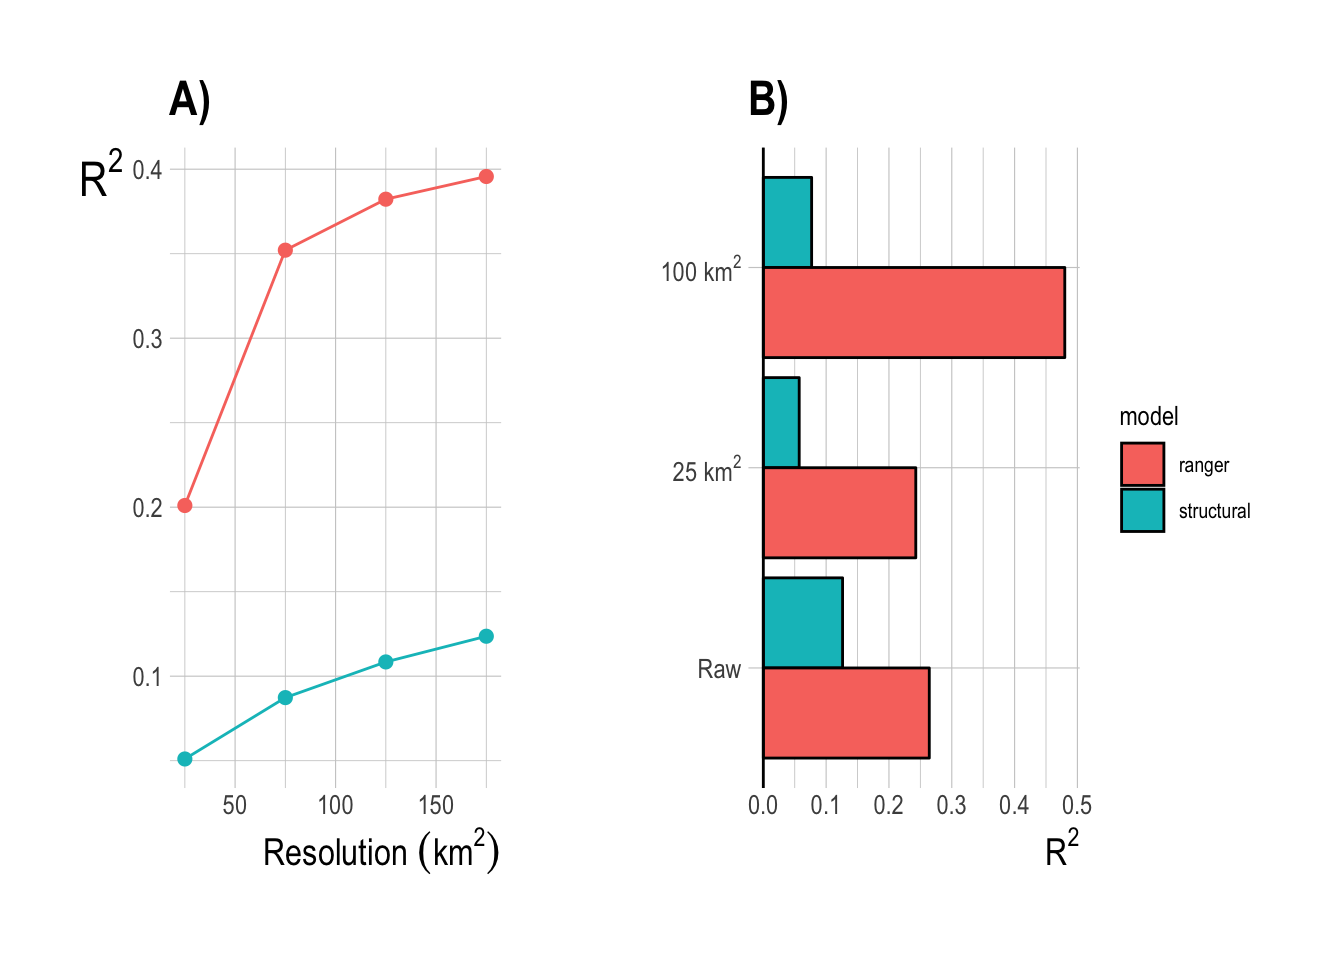 A)
R²
0.4
0.3
0.2
0.1
50 100 150
Resolution (km²)
B)
100 km²
25 km²
Raw
0.0 0.1 0.2 0.3 0.4 0.5
R²
model
ranger
structural